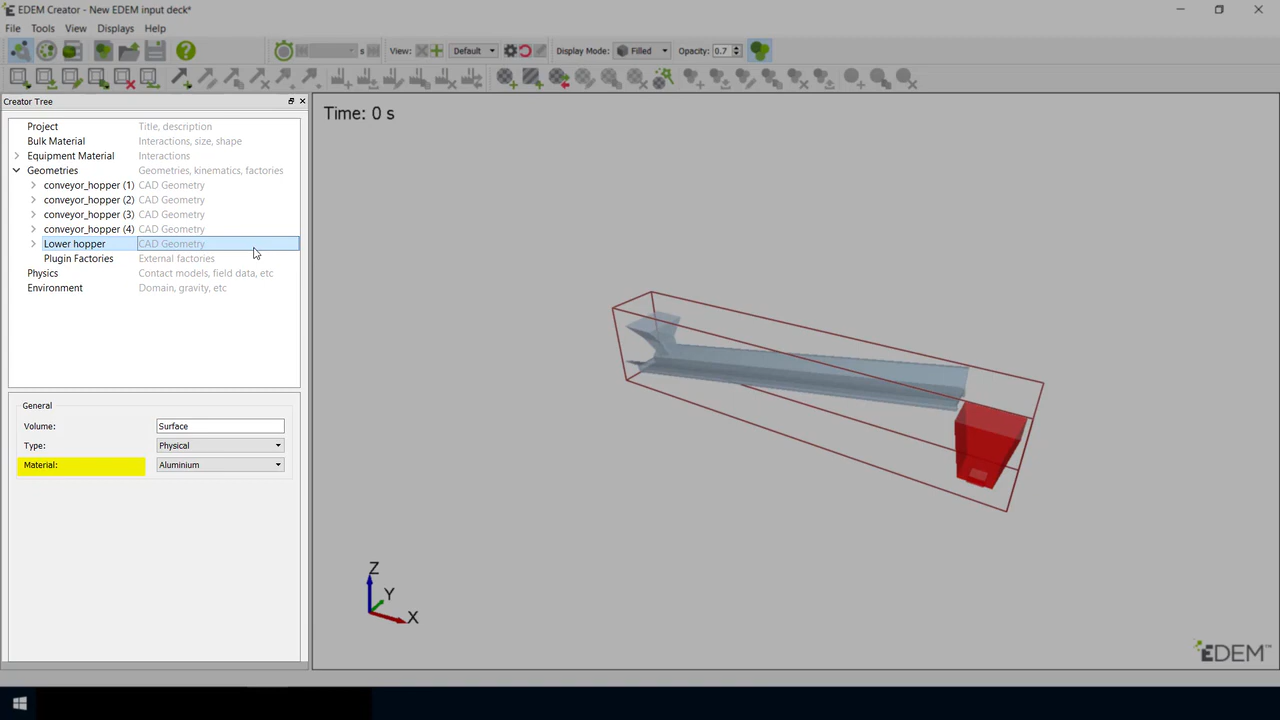 EDEM Creator - New EDEM input deck*
File Tools View Displays Help
s View: Default Display Mode: Filled Opacity: 0.7
Creator Tree
Project Title, description
Bulk Material Interactions, size, shape
Equipment Material Interactions
Geometries Geometries, kinematics, factories
conveyor_hopper (1) CAD Geometry
conveyor_hopper (2) CAD Geometry
conveyor_hopper (3) CAD Geometry
conveyor_hopper (4) CAD Geometry
Lower hopper CAD Geometry
Plugin Factories External factories
Physics Contact models, field data, etc
Environment Domain, gravity, etc
General
Volume: Surface
Type: Physical
Material: Aluminium
Time: 0 s
Z
Y
X
EDEM™